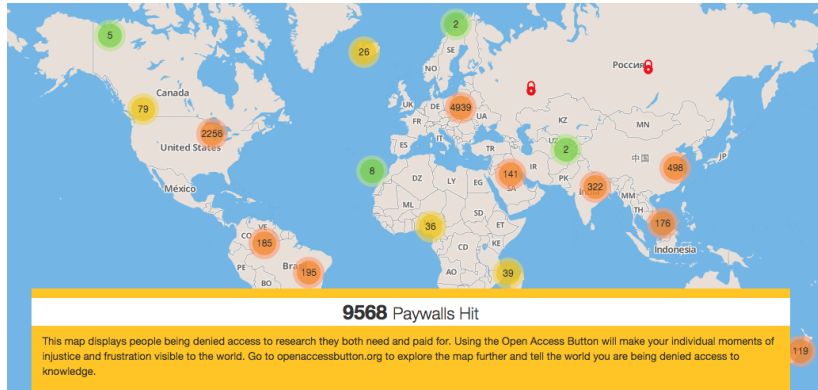 5
2
26
SE
NO
Россия
Canada
79
UK
DE
4939
UA
FR
KZ
MN
2256
United States
IT
ES
TR
2
中国
JP
8
DZ
LY
EG
141
IR
PK
322
498
México
ML
SD
MM
TH
36
ET
176
VE
CO
185
CD
KE
Indonesia
PE
Bra
195
BO
AO
39
9568 Paywalls Hit
This map displays people being denied access to research they both need and paid for. Using the Open Access Button will make your individual moments of
injustice and frustration visible to the world. Go to openaccessbutton.org to explore the map further and tell the world you are being denied access to
knowledge.
119